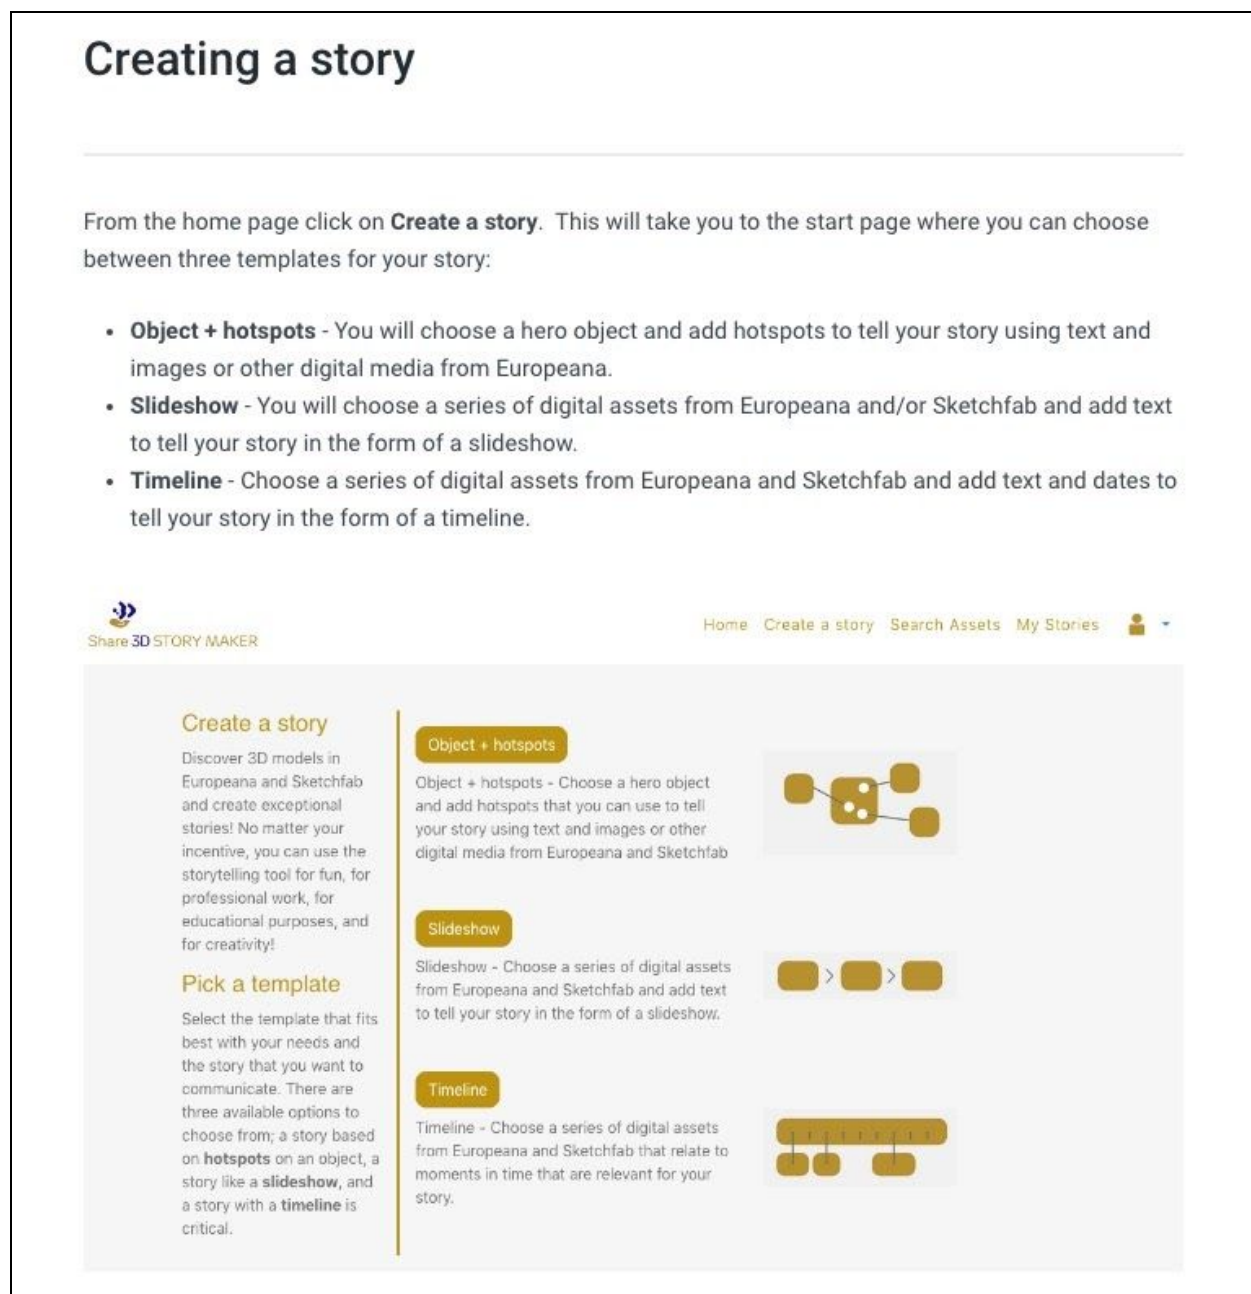 Creating a story
From the home page click on Create a story.  This will take you to the start page where you can choose
between three templates for your story:
• Object + hotspots - You will choose a hero object and add hotspots to tell your story using text and
images or other digital media from Europeana.
• Slideshow - You will choose a series of digital assets from Europeana and/or Sketchfab and add text
to tell your story in the form of a slideshow.
• Timeline - Choose a series of digital assets from Europeana and Sketchfab and add text and dates to
tell your story in the form of a timeline.
Share 3D STORY MAKER
Home Create a story Search Assets My Stories
Create a story
Discover 3D models in
Europeana and Sketchfab
and create exceptional
stories! No matter your
incentive, you can use the
storytelling tool for fun, for
professional work, for
educational purposes, and
for creativity!
Pick a template
Select the template that fits
best with your needs and
the story that you want to
communicate. There are
three available options to
choose from; a story based
on hotspots on an object, a
story like a slideshow, and
a story with a timeline is
critical.
Object + hotspots
Object + hotspots - Choose a hero object
and add hotspots that you can use to tell
your story using text and images or other
digital media from Europeana and Sketchfab
Slideshow
Slideshow - Choose a series of digital assets
from Europeana and Sketchfab and add text
to tell your story in the form of a slideshow.
Timeline
Timeline - Choose a series of digital assets
from Europeana and Sketchfab that relate to
moments in time that are relevant for your
story.